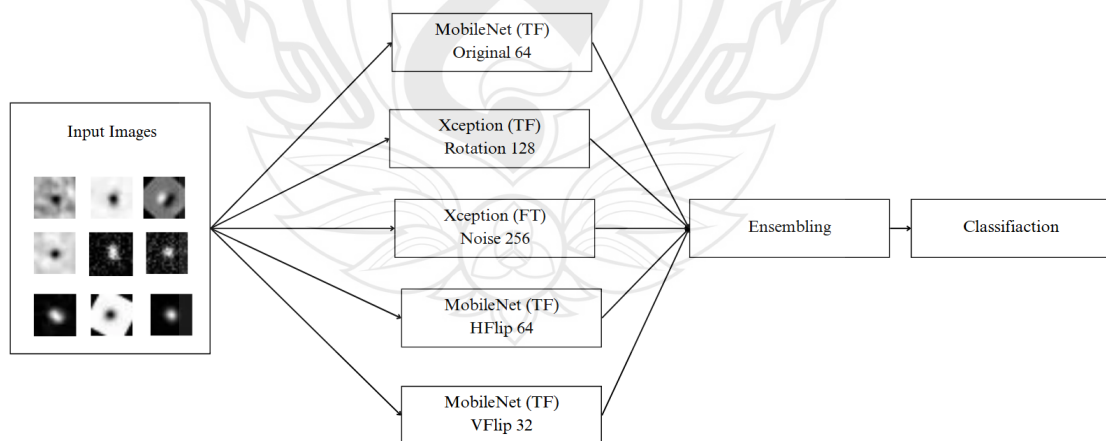 Input Images
MobileNet (TF)
Original 64
Xception (TF)
Rotation 128
Xception (FT)
Noise 256
MobileNet (TF)
HFlip 64
MobileNet (TF)
VFlip 32
Ensembling
Classifiaction